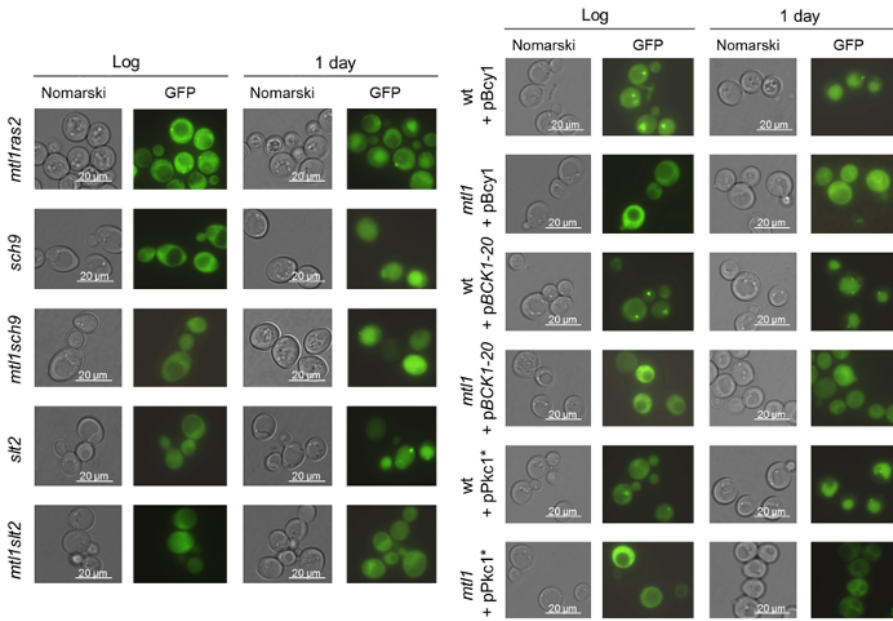 Log 1 day
Nomarski GFP Nomarski GFP
mtl1ras2
20 µm 20 µm
sch9
20 µm 20 µm
mtl1sch9
20 µm 20 µm
slt2
20 µm 20 µm
mtl1slt2
20 µm 20 µm
Log 1 day
Nomarski GFP Nomarski GFP
wt
+ pBcy1
20 µm 20 µm
mtl1
+ pBcy1
20 µm 20 µm
wt
+ pBCK1-20
20 µm 20 µm
mtl1
+ pBCK1-20
20 µm 20 µm
wt
+ pPkc1*
20 µm 20 µm
mtl1
+ pPkc1*
20 µm 20 µm